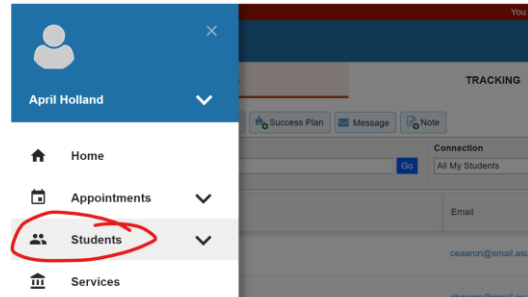 You
×
April Holland
TRACKING
Success Plan Message Note
Connection
Go All My Students
Home
Appointments
Email
Students
ceaaron@smail.asu
Services